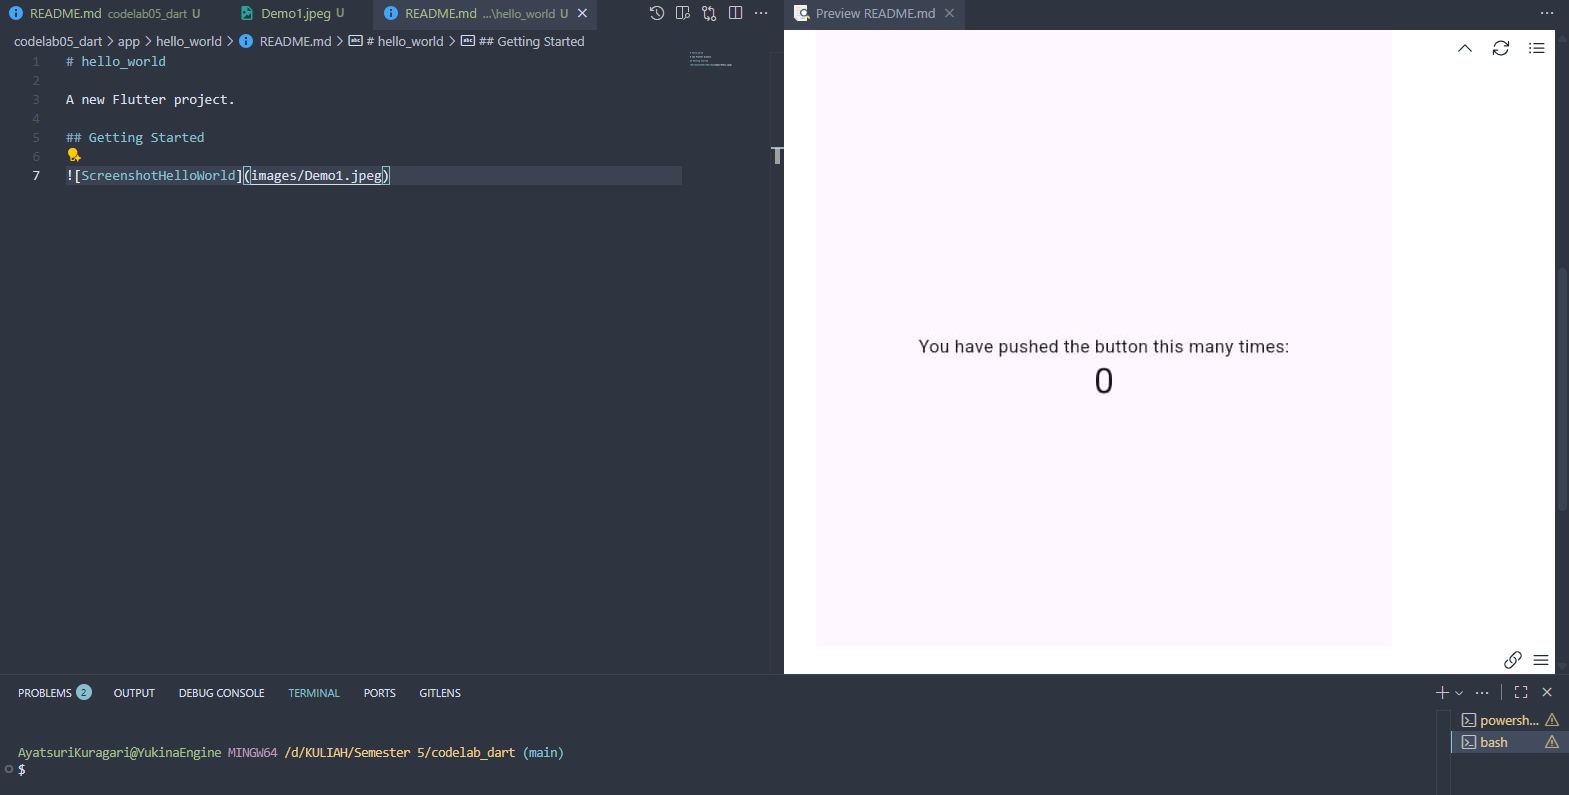 README.md codelab05_dart U
Demo1.jpeg U
README.md ...\hello_world U
Preview README.md
codelab05_dart > app > hello_world > README.md > # hello_world > ## Getting Started
1 # hello_world
2
3 A new Flutter project.
4
5 ## Getting Started
6
7 ![ScreenshotHelloWorld](images/Demo1.jpeg)
You have pushed the button this many times:
0
PROBLEMS 2 OUTPUT DEBUG CONSOLE TERMINAL PORTS GITLENS
AyatsuriKuragari@YukinaEngine MINGW64 /d/KULIAH/Semester 5/codelab_dart (main)
$
powersh...
bash